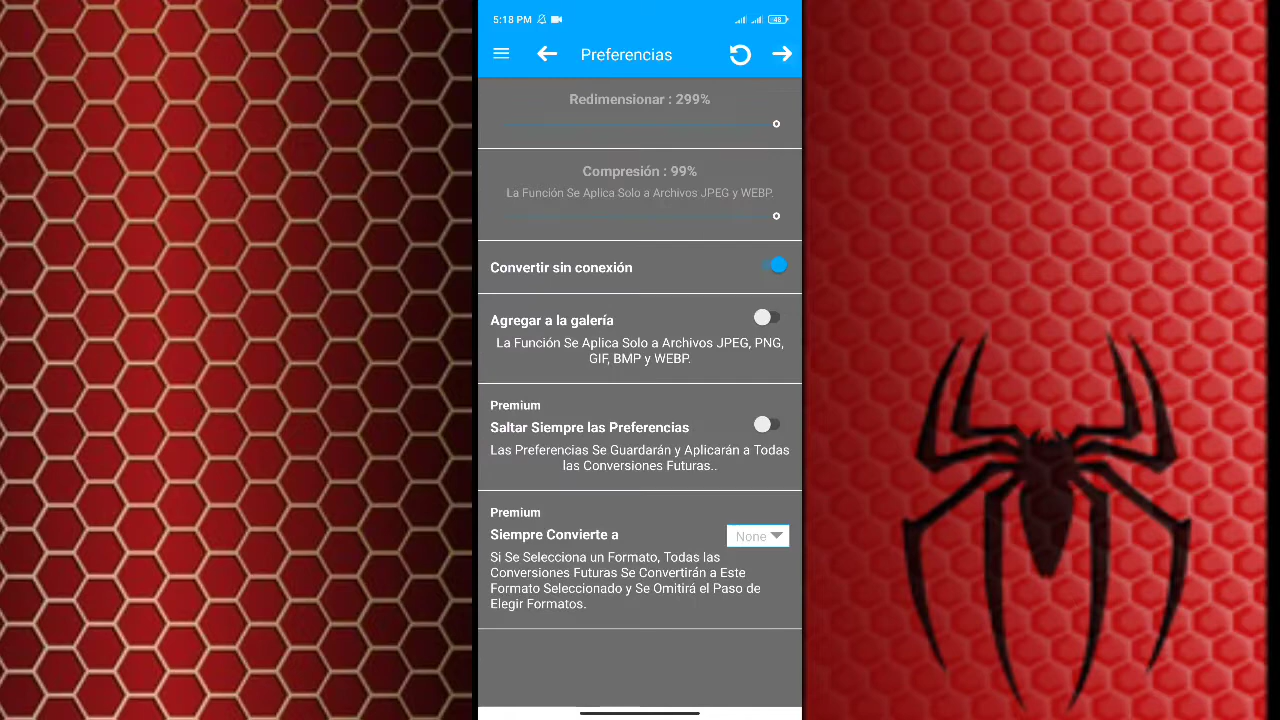 5:18 PM
48
Preferencias
Redimensionar : 299%
Compresión : 99%
La Función Se Aplica Solo a Archivos JPEG y WEBP.
Convertir sin conexión
Agregar a la galería
La Función Se Aplica Solo a Archivos JPEG, PNG,
GIF, BMP y WEBP.
Premium
Saltar Siempre las Preferencias
Las Preferencias Se Guardarán y Aplicarán a Todas
las Conversiones Futuras..
Premium
Siempre Convierte a
None
Si Se Selecciona un Formato, Todas las
Conversiones Futuras Se Convertirán a Este
Formato Seleccionado y Se Omitirá el Paso de
Elegir Formatos.